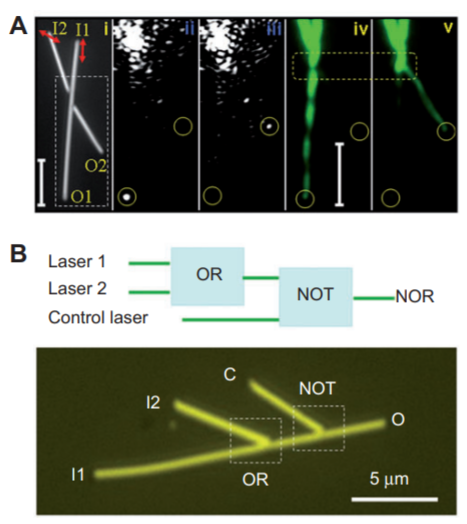 A
I2 I1 i
ii
iii
iv
v
O2
O1
B
Laser 1
OR
Laser 2
NOT
NOR
Control laser
C
NOT
I2
O
I1
OR
5 μm